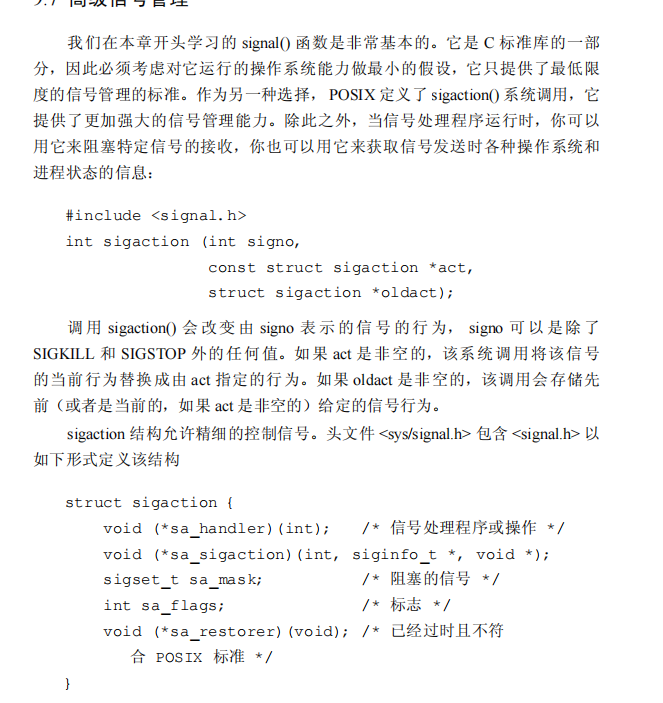 9.7 高级信号管理
我们在本章开头学习的 signal() 函数是非常基本的。它是 C 标准库的一部
分，因此必须考虑对它运行的操作系统能力做最小的假设，它只提供了最低限
度的信号管理的标准。作为另一种选择， POSIX 定义了 sigaction() 系统调用，它
提供了更加强大的信号管理能力。除此之外，当信号处理程序运行时，你可以
用它来阻塞特定信号的接收，你也可以用它来获取信号发送时各种操作系统和
进程状态的信息：
#include <signal.h>
int sigaction (int signo,
const struct sigaction *act,
struct sigaction *oldact);
调用 sigaction() 会改变由 signo 表示的信号的行为， signo 可以是除了
SIGKILL 和 SIGSTOP 外的任何值。如果 act 是非空的，该系统调用将该信号
的当前行为替换成由 act 指定的行为。如果 oldact 是非空的，该调用会存储先
前（或者是当前的，如果 act 是非空的）给定的信号行为。
sigaction 结构允许精细的控制信号。头文件 <sys/signal.h> 包含 <signal.h> 以
如下形式定义该结构
struct sigaction {
void (*sa_handler)(int); /* 信号处理程序或操作 */
void (*sa_sigaction)(int, siginfo_t *, void *);
sigset_t sa_mask; /* 阻塞的信号 */
int sa_flags; /* 标志 */
void (*sa_restorer)(void); /* 已经过时且不符
合 POSIX 标准 */
}